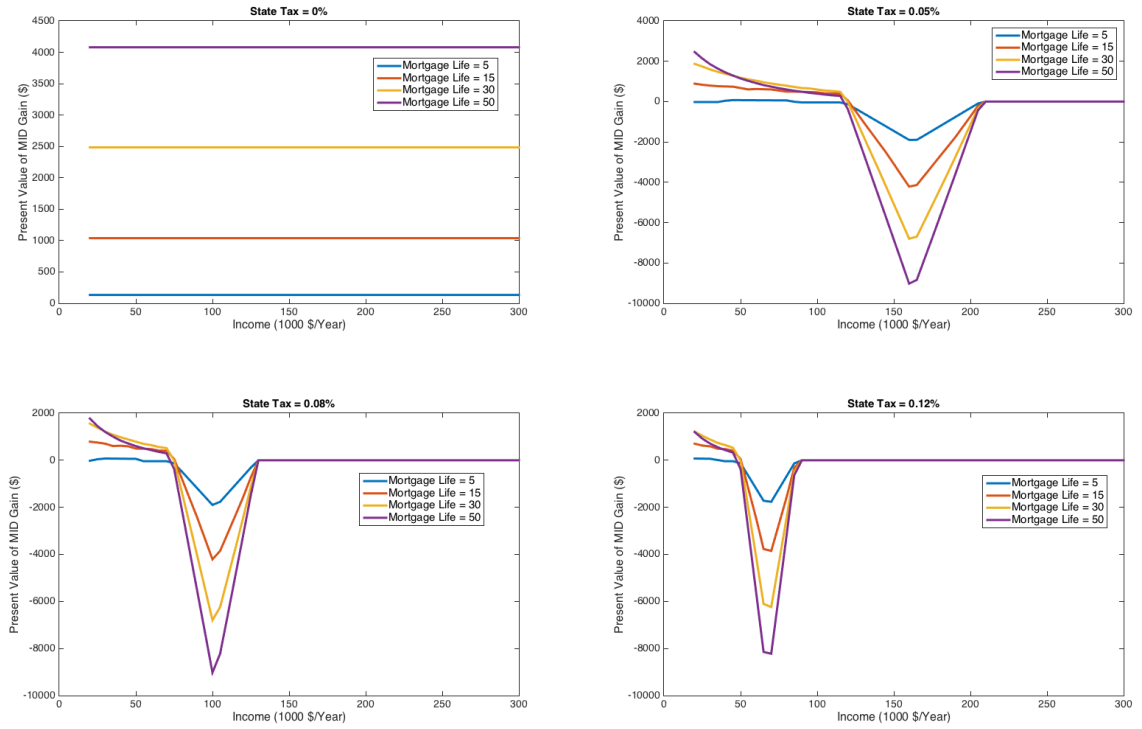 State Tax = 0%
4500
4000
3500
3000
2500
2000
1500
1000
500
0
Present Value of MID Gain ($)
Mortgage Life = 5
Mortgage Life = 15
Mortgage Life = 30
Mortgage Life = 50
0 50 100 150 200 250 300
Income (1000 $/Year)
State Tax = 0.05%
4000
2000
0
-2000
-4000
-6000
-8000
-10000
Present Value of MID Gain ($)
Mortgage Life = 5
Mortgage Life = 15
Mortgage Life = 30
Mortgage Life = 50
0 50 100 150 200 250 300
Income (1000 $/Year)
State Tax = 0.08%
2000
0
-2000
-4000
-6000
-8000
-10000
Present Value of MID Gain ($)
Mortgage Life = 5
Mortgage Life = 15
Mortgage Life = 30
Mortgage Life = 50
0 50 100 150 200 250 300
Income (1000 $/Year)
State Tax = 0.12%
2000
0
-2000
-4000
-6000
-8000
-10000
Present Value of MID Gain ($)
Mortgage Life = 5
Mortgage Life = 15
Mortgage Life = 30
Mortgage Life = 50
0 50 100 150 200 250 300
Income (1000 $/Year)